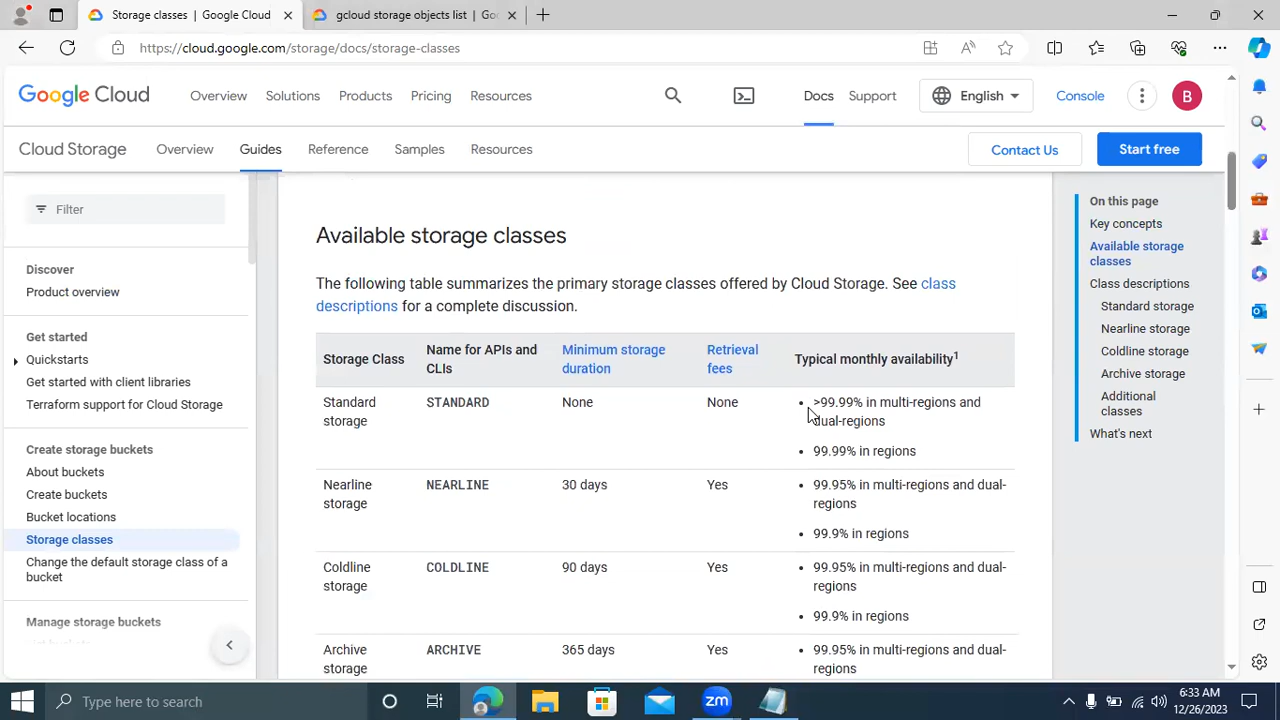 Storage classes | Google Cloud
gcloud storage objects list | Go
https://cloud.google.com/storage/docs/storage-classes
Google Cloud
Overview
Solutions
Products
Pricing
Resources
Docs
Support
English
Console
B
Cloud Storage
Overview
Guides
Reference
Samples
Resources
Contact Us
Start free
Filter
Discover
Product overview
Get started
Quickstarts
Get started with client libraries
Terraform support for Cloud Storage
Create storage buckets
About buckets
Create buckets
Bucket locations
Storage classes
Change the default storage class of a
bucket
Manage storage buckets
Available storage classes
The following table summarizes the primary storage classes offered by Cloud Storage. See class
descriptions for a complete discussion.
Storage Class
Name for APIs and
CLIs
Minimum storage
duration
Retrieval
fees
Typical monthly availability1
Standard
storage
STANDARD
None
None
• >99.99% in multi-regions and
dual-regions
• 99.99% in regions
Nearline
storage
NEARLINE
30 days
Yes
• 99.95% in multi-regions and dual-
regions
• 99.9% in regions
Coldline
storage
COLDLINE
90 days
Yes
• 99.95% in multi-regions and dual-
regions
• 99.9% in regions
Archive
storage
ARCHIVE
365 days
Yes
• 99.95% in multi-regions and dual-
regions
On this page
Key concepts
Available storage
classes
Class descriptions
Standard storage
Nearline storage
Coldline storage
Archive storage
Additional
classes
What's next
Type here to search
zm
6:33 AM
12/26/2023